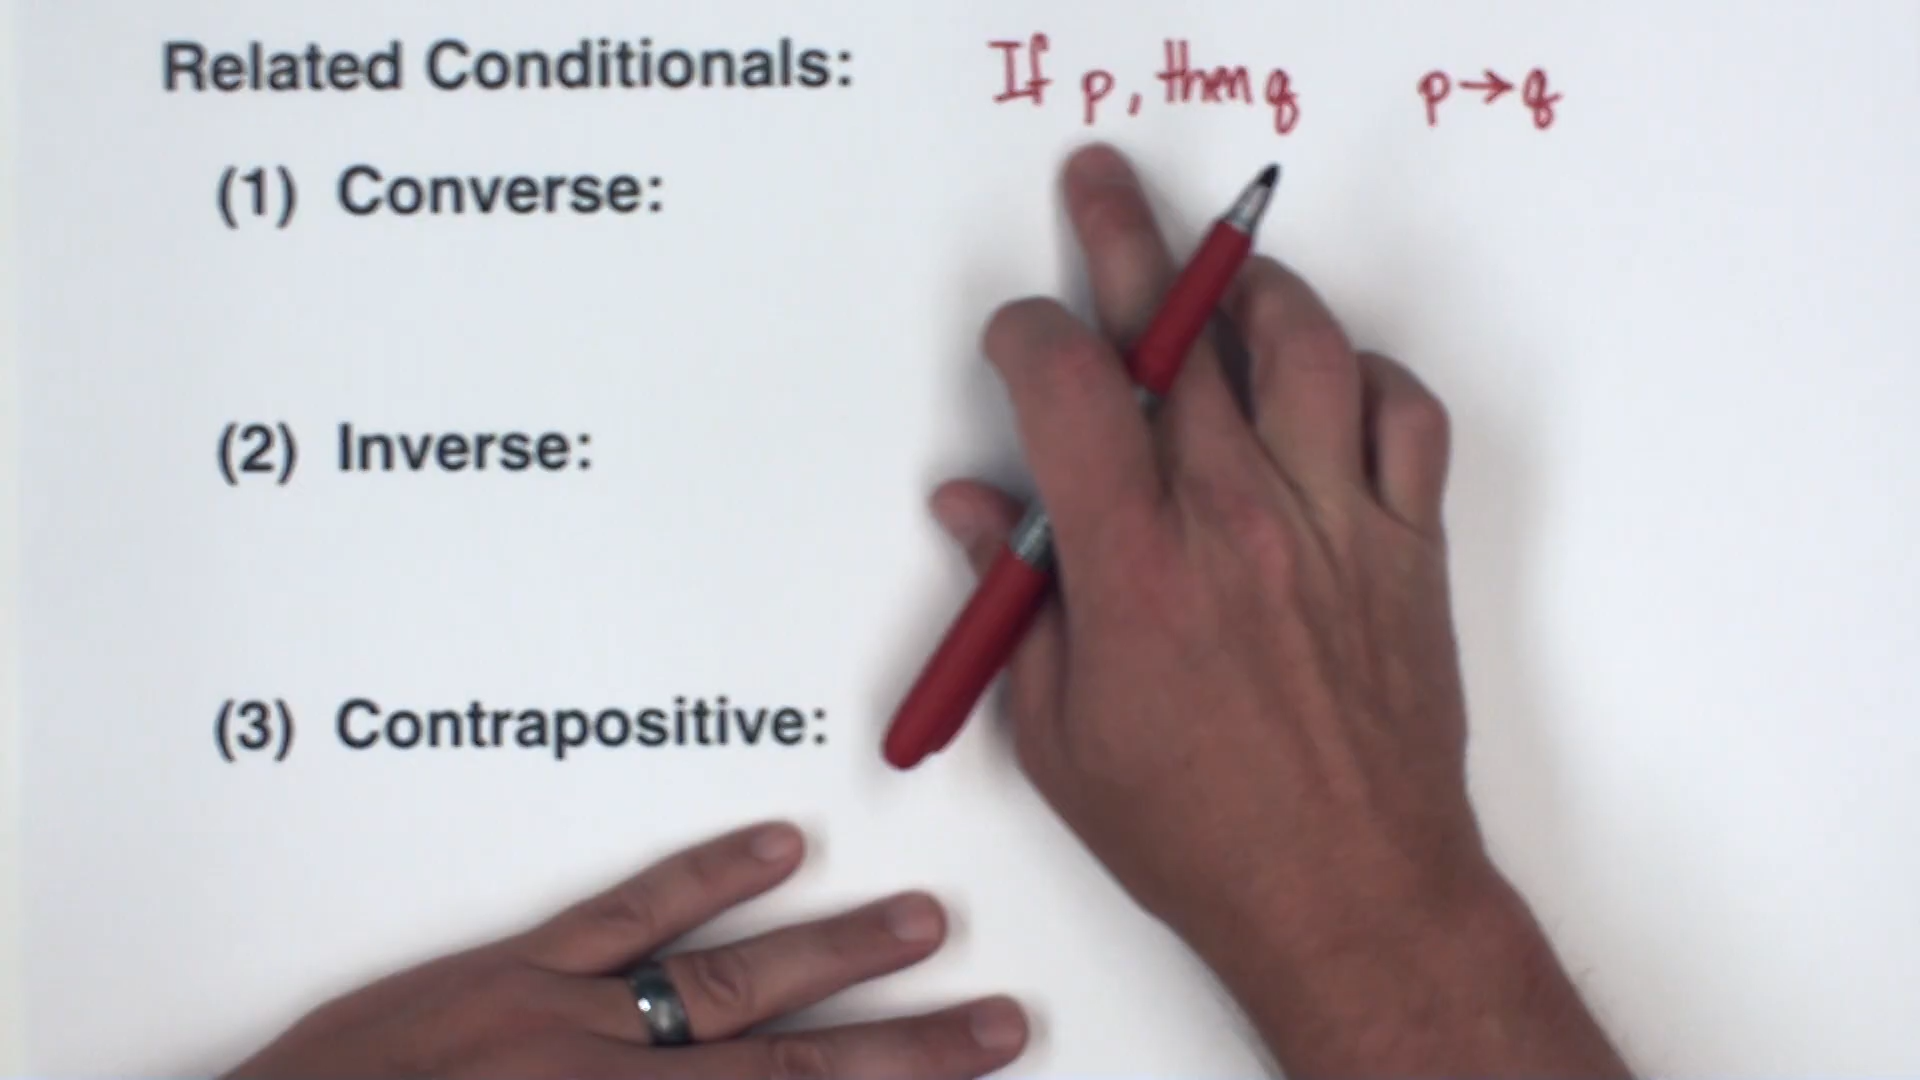 Related Conditionals: If p, then q p→q
(1) Converse:
(2) Inverse:
(3) Contrapositive: